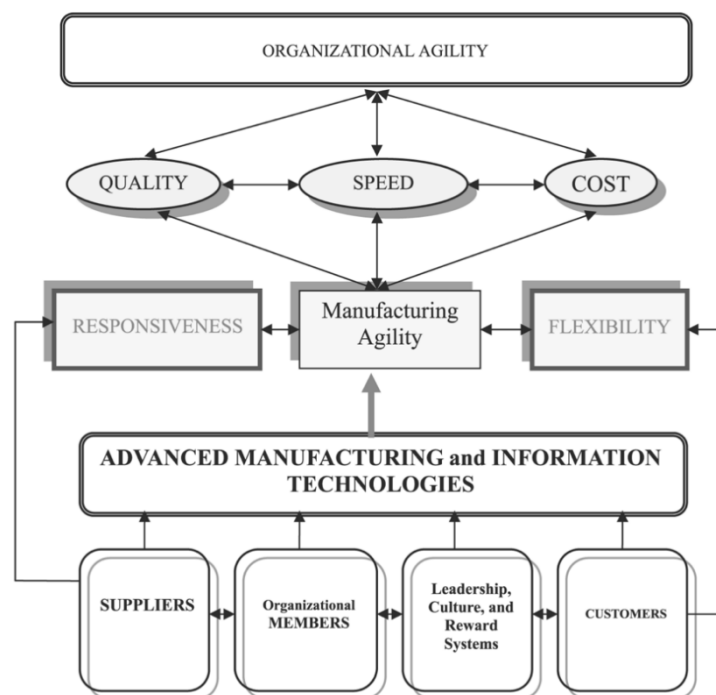 ORGANIZATIONAL AGILITY
QUALITY
SPEED
COST
RESPONSIVENESS
Manufacturing
Agility
FLEXIBILITY
ADVANCED MANUFACTURING and INFORMATION
TECHNOLOGIES
SUPPLIERS
Organizational
MEMBERS
Leadership,
Culture, and
Reward
Systems
CUSTOMERS